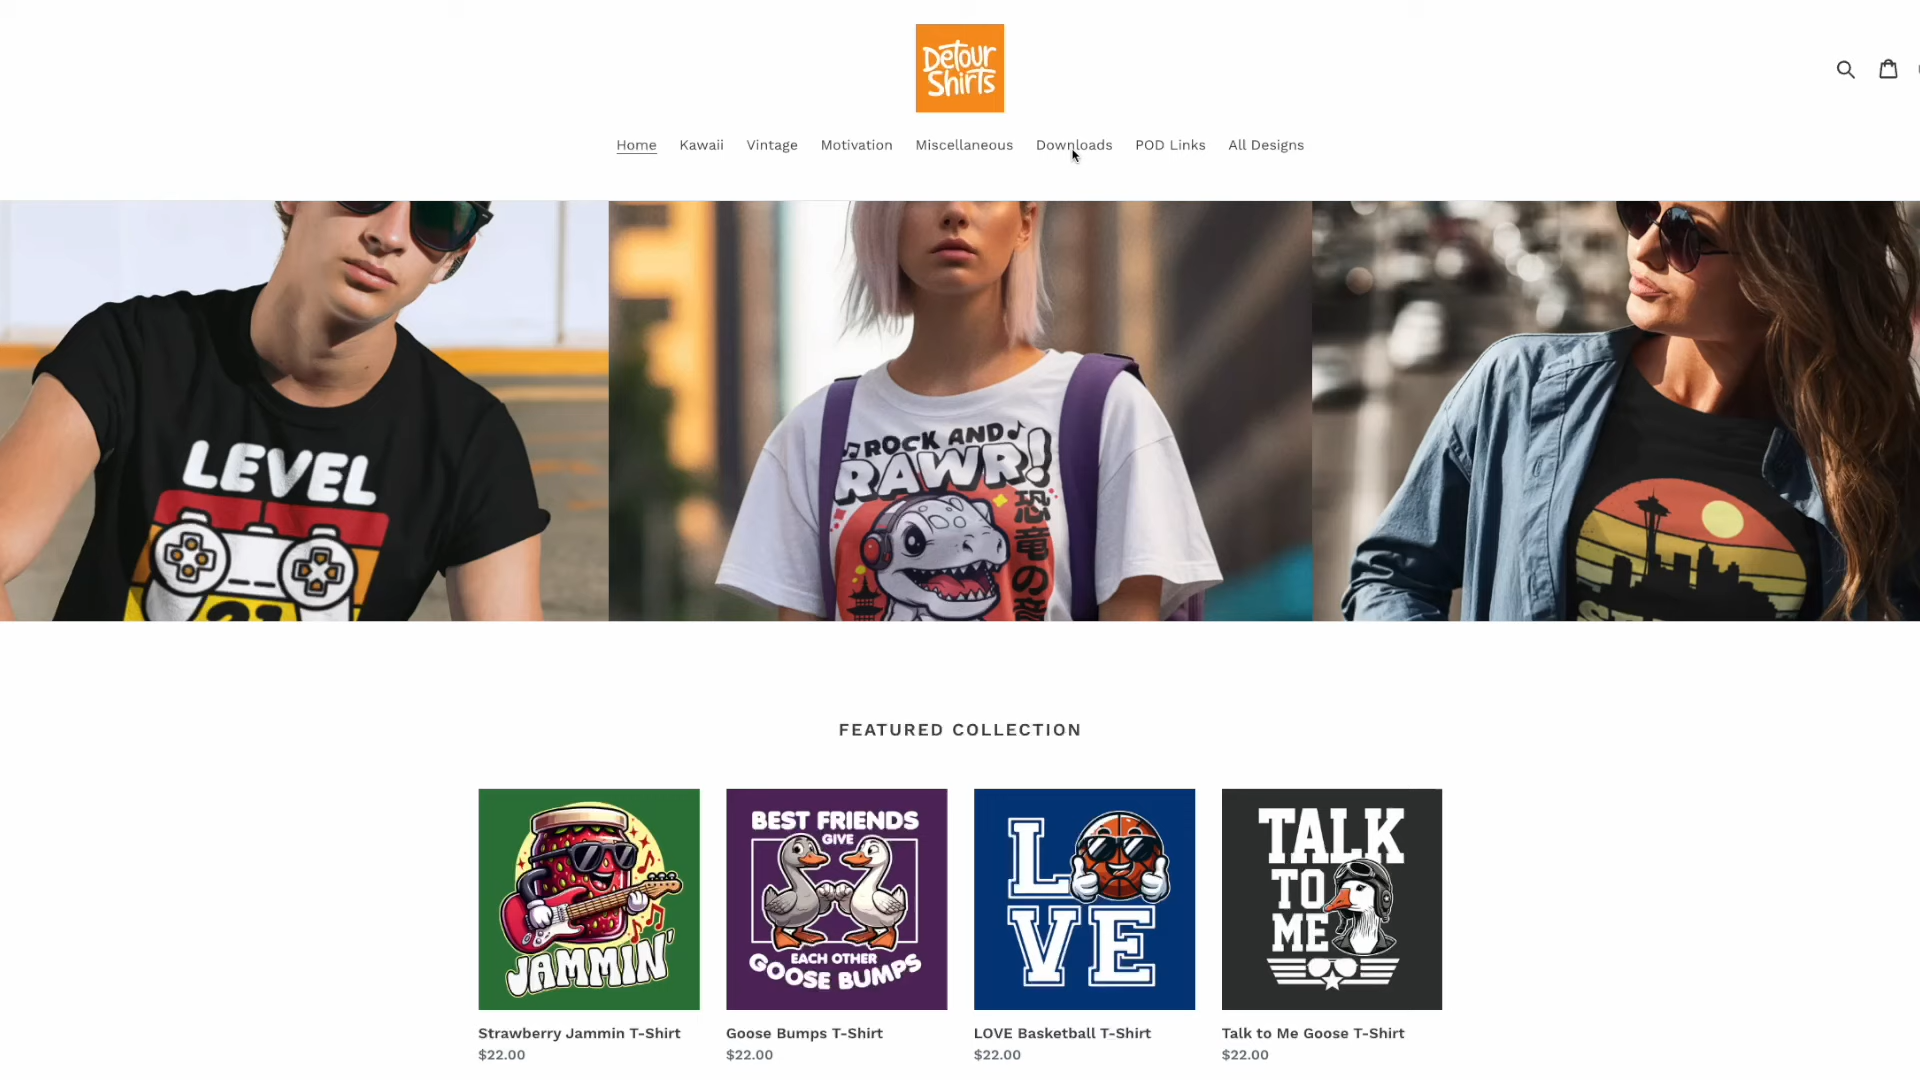 Detour
Shirts
Home
Kawaii
Vintage
Motivation
Miscellaneous
Downloads
POD Links
All Designs
LEVEL
ROCK AND
RAWR!
恐
竜
の
FEATURED COLLECTION
JAMMIN'
BEST FRIENDS
GIVE
EACH OTHER
GOOSE BUMPS
L
VE
TALK
TO
ME
Strawberry Jammin T-Shirt
$22.00
Goose Bumps T-Shirt
$22.00
LOVE Basketball T-Shirt
$22.00
Talk to Me Goose T-Shirt
$22.00